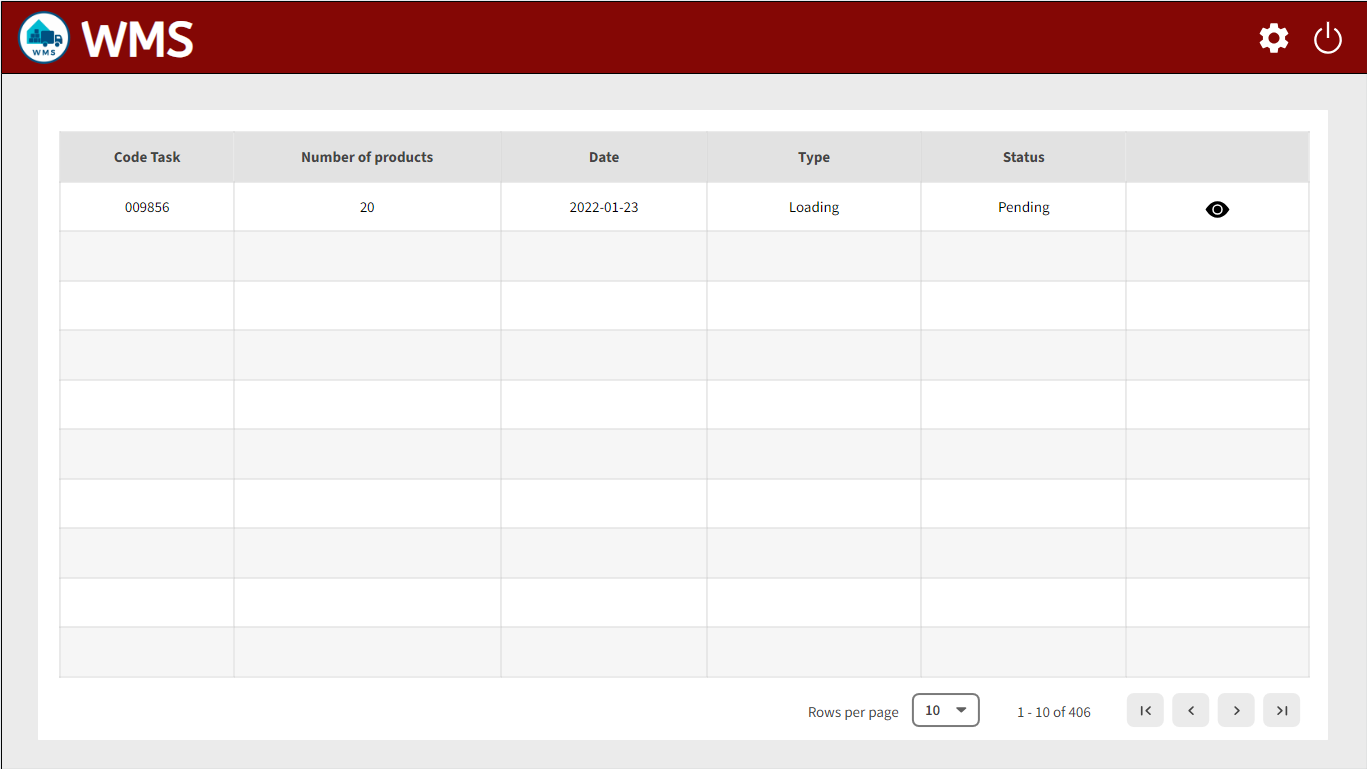 WMS
WMS
Code Task Number of products Date Type Status
009856 20 2022-01-23 Loading Pending
Rows per page 10 1 - 10 of 406